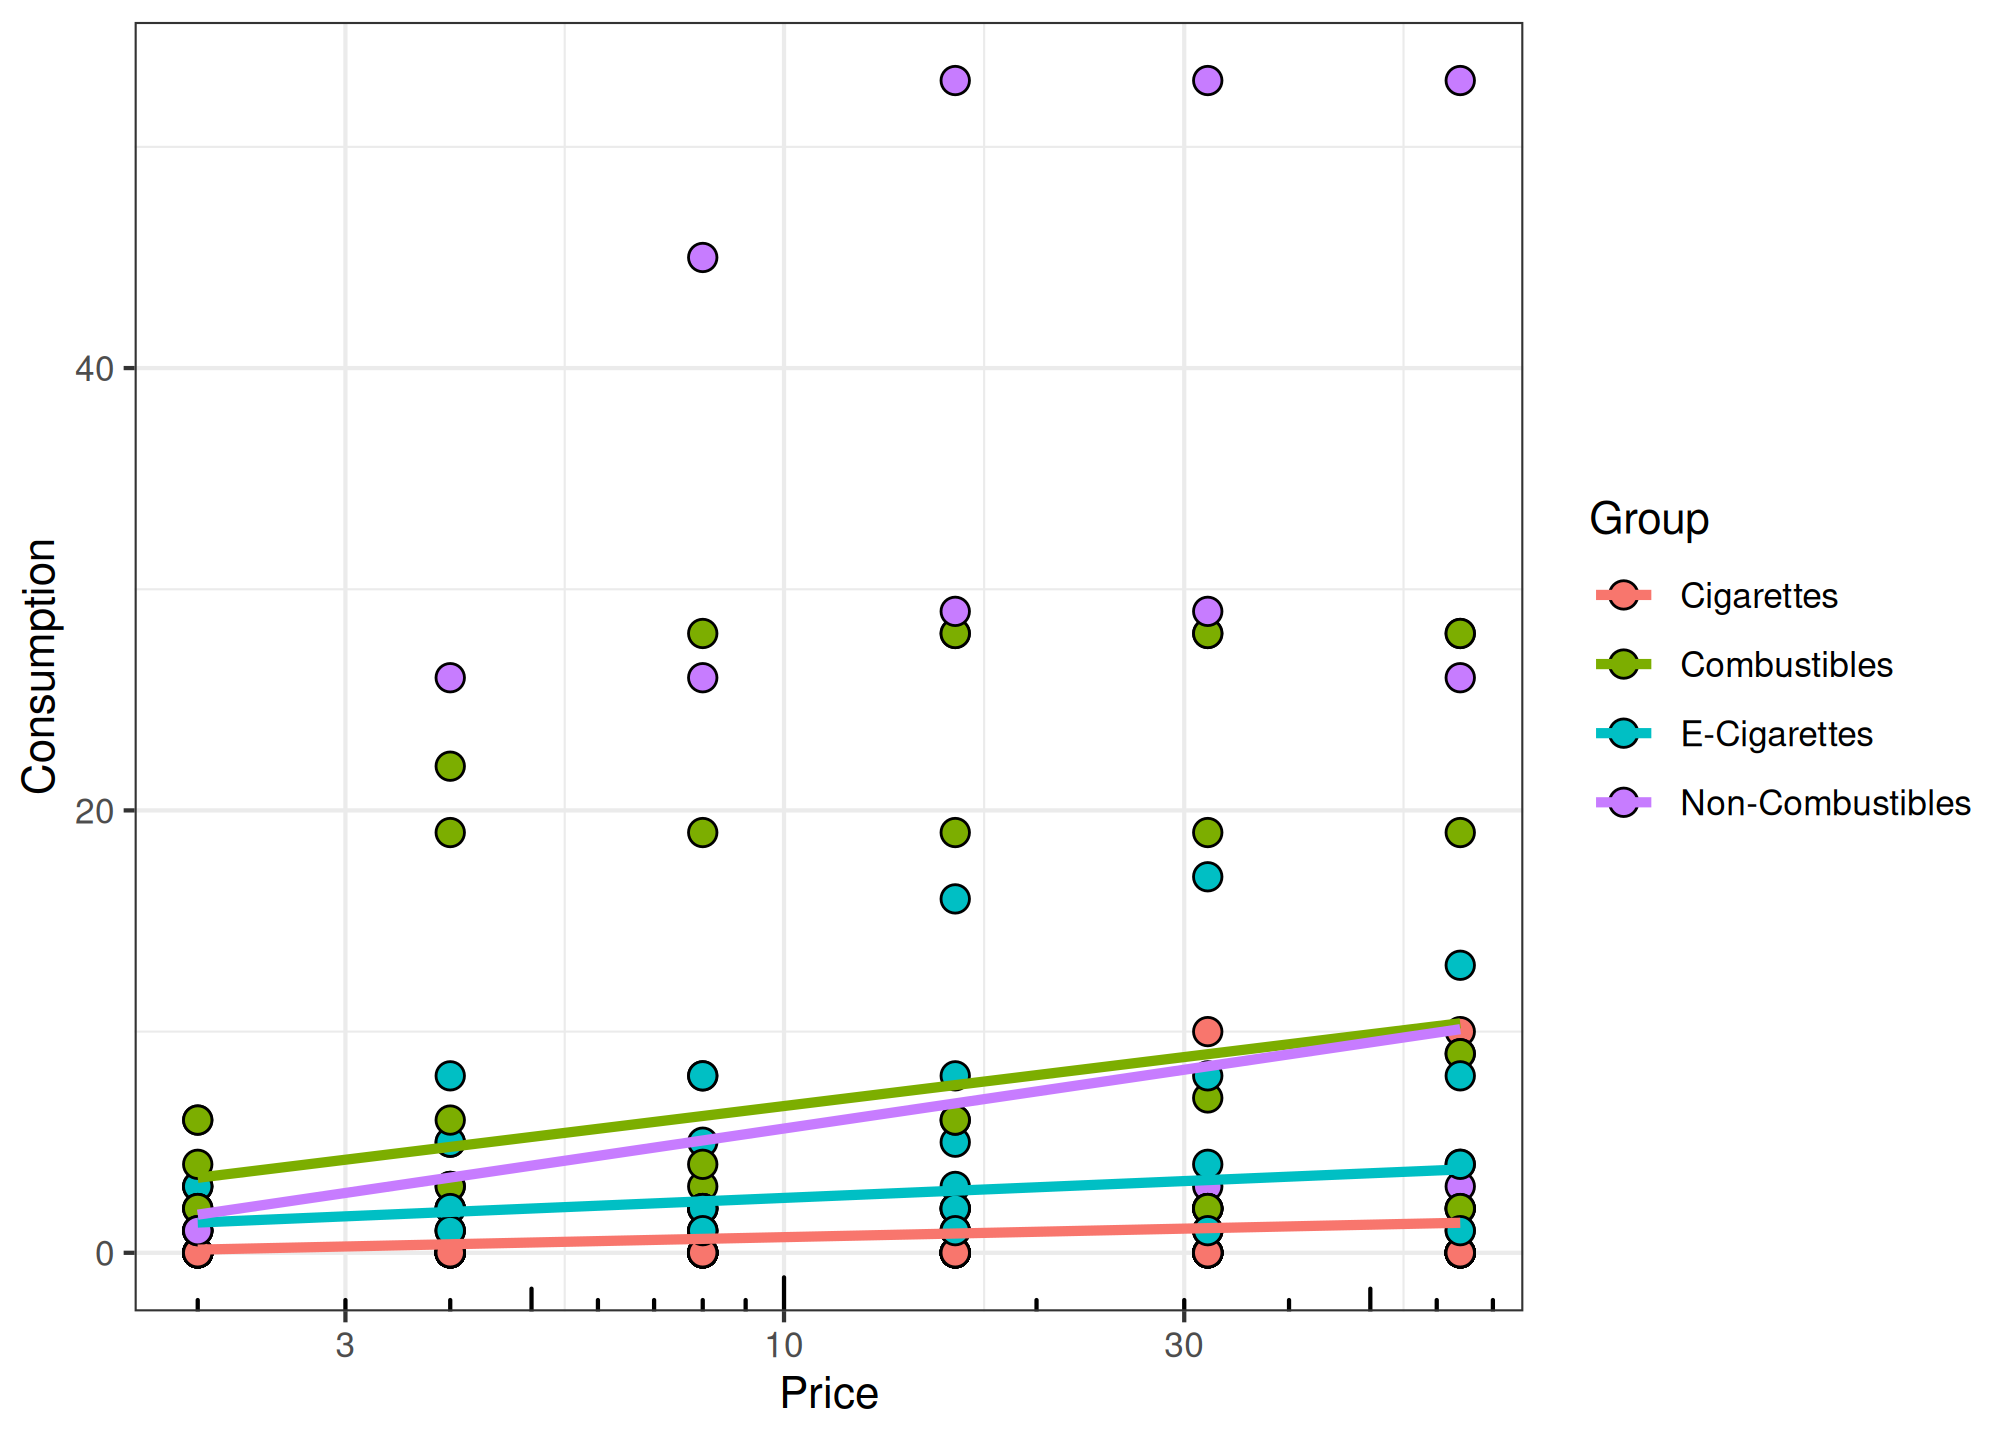 Consumption
40
20
0
3
10
30
Price
Group
Cigarettes
Combustibles
E-Cigarettes
Non-Combustibles